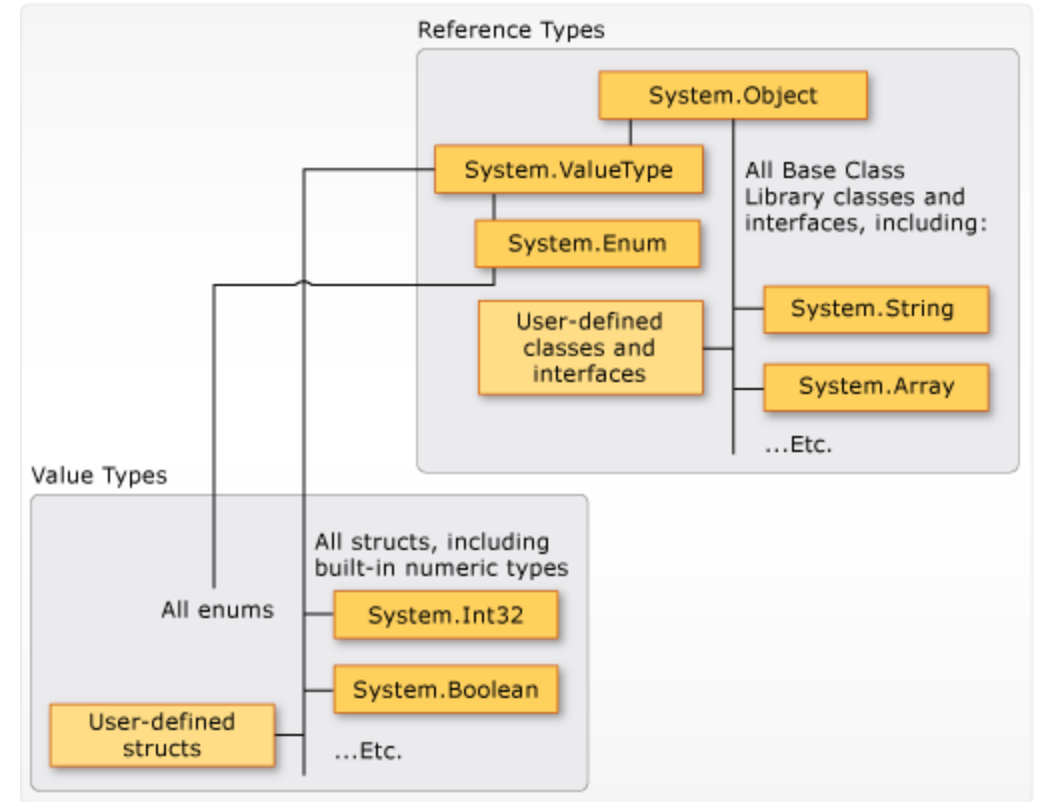 Reference Types
System.Object
System.ValueType
All Base Class
Library classes and
interfaces, including:
System.Enum
System.String
User-defined
classes and
interfaces
System.Array
...Etc.
Value Types
All structs, including
built-in numeric types
All enums
System.Int32
System.Boolean
User-defined
structs
...Etc.